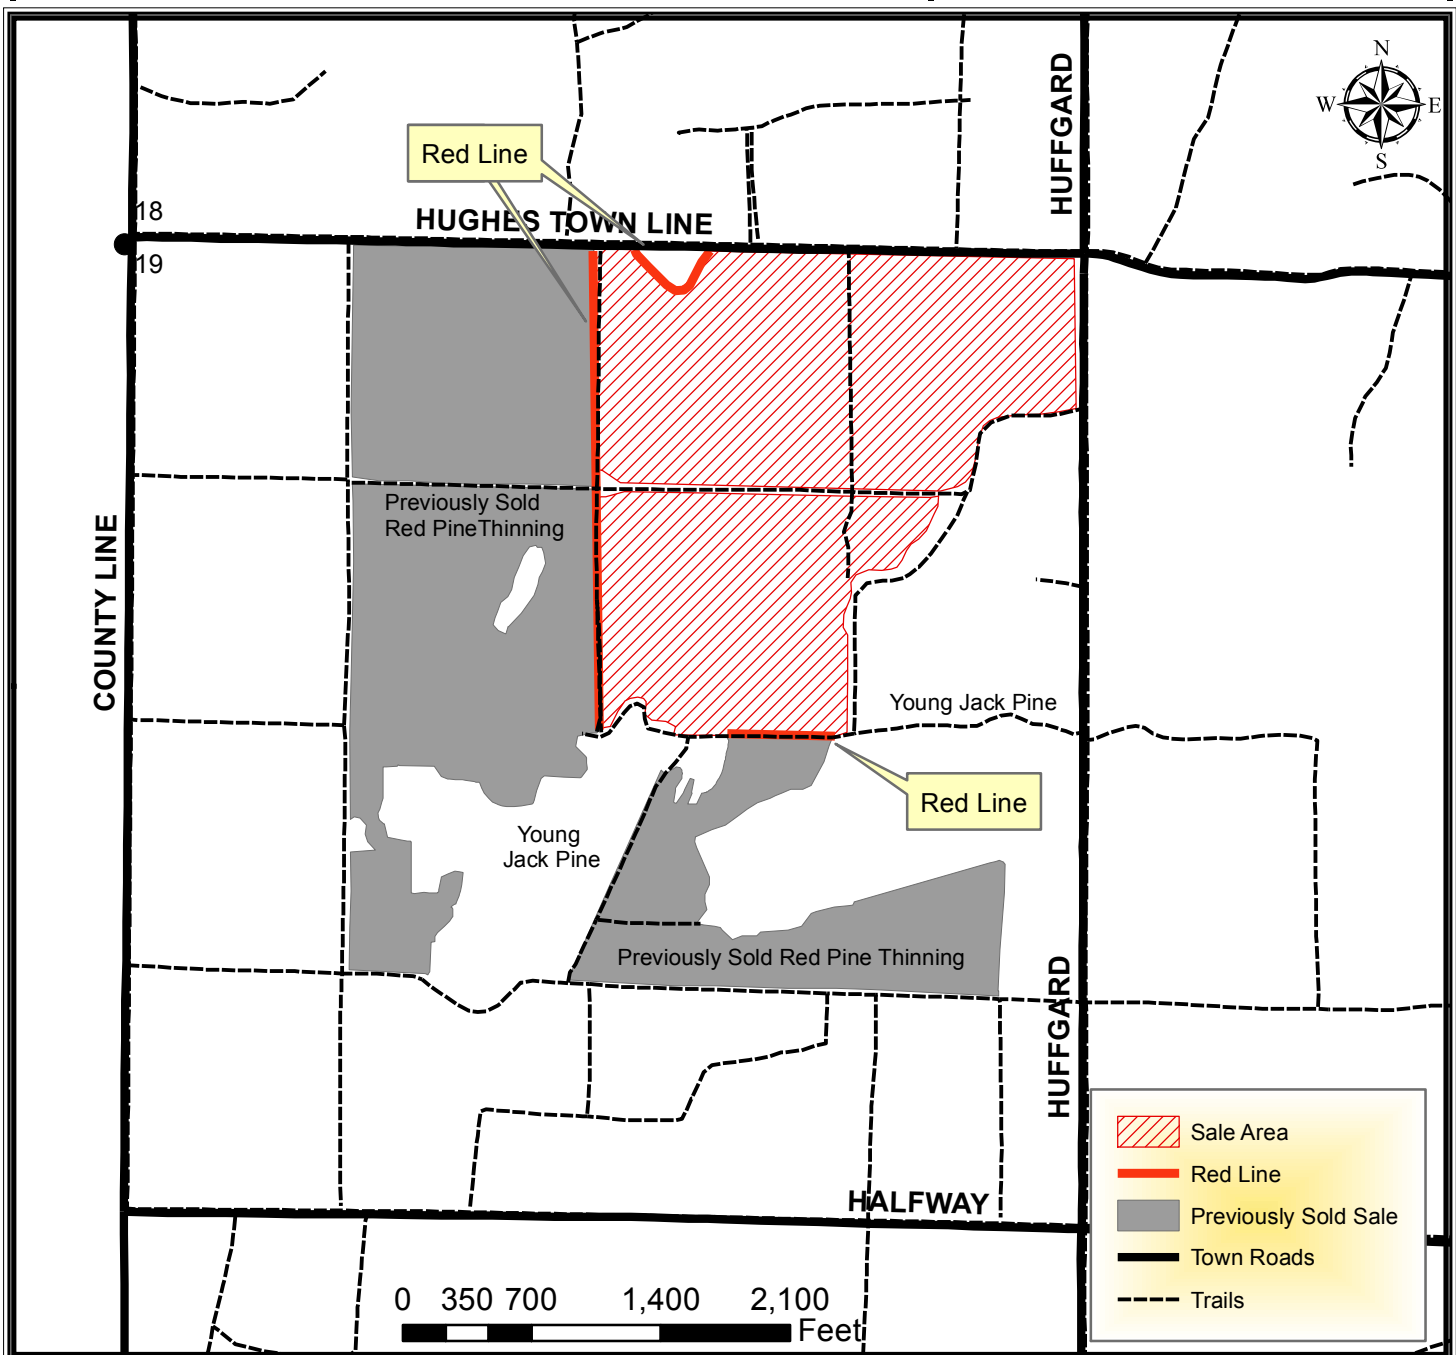 N
W E
S
HUFFGARD
Red Line
HUGHES TOWN LINE
18
19
Previously Sold
Red PineThinning
COUNTY LINE
Young Jack Pine
Red Line
Young
Jack Pine
Previously Sold Red Pine Thinning
HUFFGARD
HALFWAY
Sale Area
Red Line
Previously Sold Sale
Town Roads
Trails
0 350 700 1,400 2,100
Feet